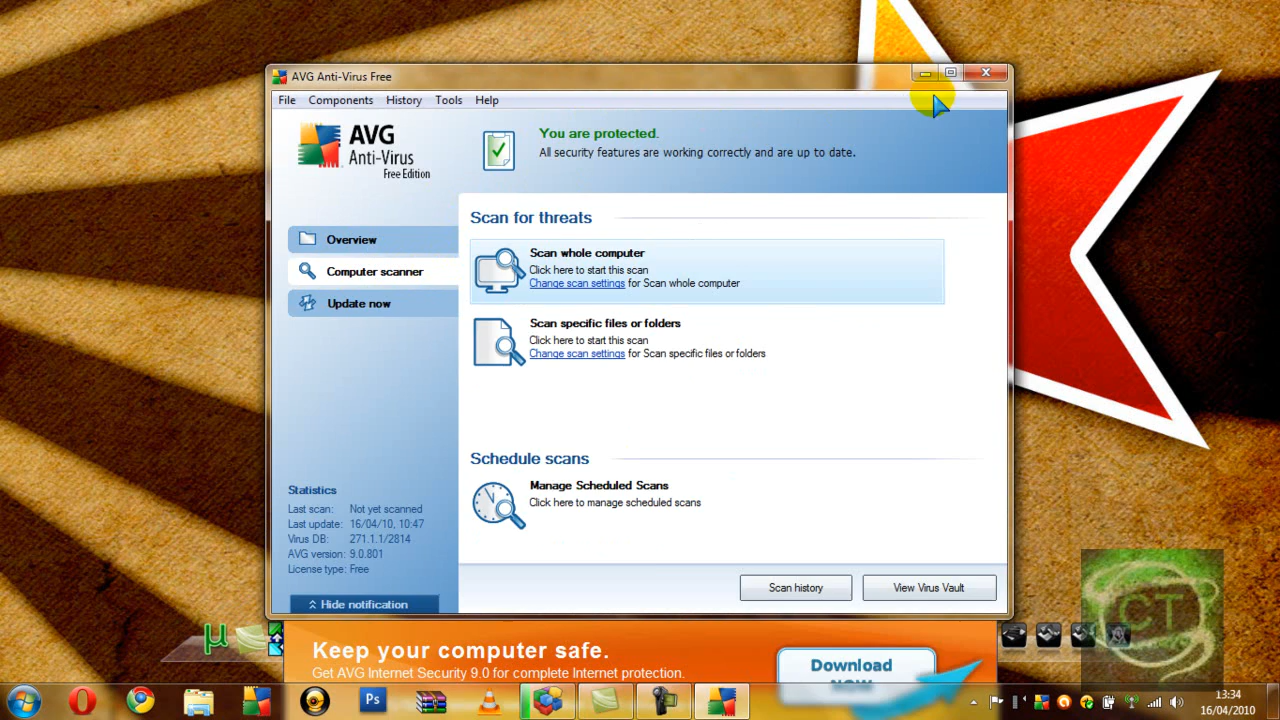 AVG Anti-Virus Free
File Components History Tools Help
AVG
Anti-Virus
Free Edition
You are protected.
All security features are working correctly and are up to date.
Overview
Computer scanner
Update now
Scan for threats
Scan whole computer
Click here to start this scan
Change scan settings for Scan whole computer
Scan specific files or folders
Click here to start this scan
Change scan settings for Scan specific files or folders
Schedule scans
Manage Scheduled Scans
Click here to manage scheduled scans
Statistics
Last scan: Not yet scanned
Last update: 16/04/10, 10:47
Virus DB: 271.1.1/2814
AVG version: 9.0.801
License type: Free
Hide notification
Scan history
View Virus Vault
Keep your computer safe.
Get AVG Internet Security 9.0 for complete Internet protection.
Download
NOW
CT
µ
Ps
13:34
16/04/2010